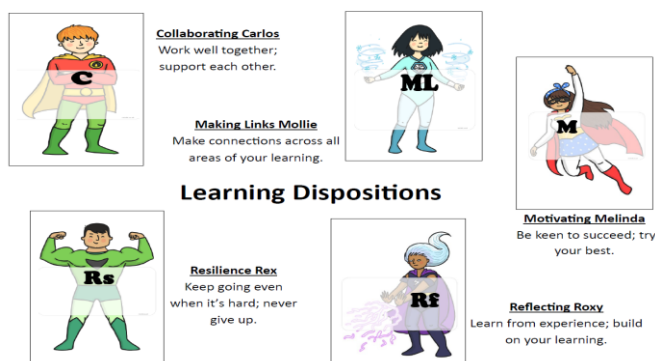 C
Collaborating Carlos
Work well together;
support each other.
ML
Making Links Mollie
Make connections across all
areas of your learning.
M
Motivating Melinda
Be keen to succeed; try
your best.
Learning Dispositions
Rs
Resilience Rex
Keep going even
when it's hard; never
give up.
Rf
Reflecting Roxy
Learn from experience; build
on your learning.